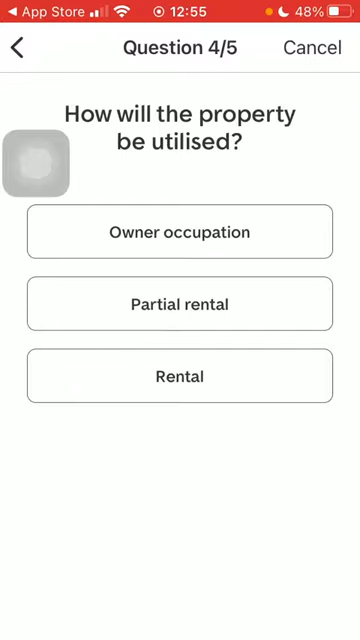 App Store 12:55 48%
Question 4/5 Cancel
How will the property
be utilised?
Owner occupation
Partial rental
Rental